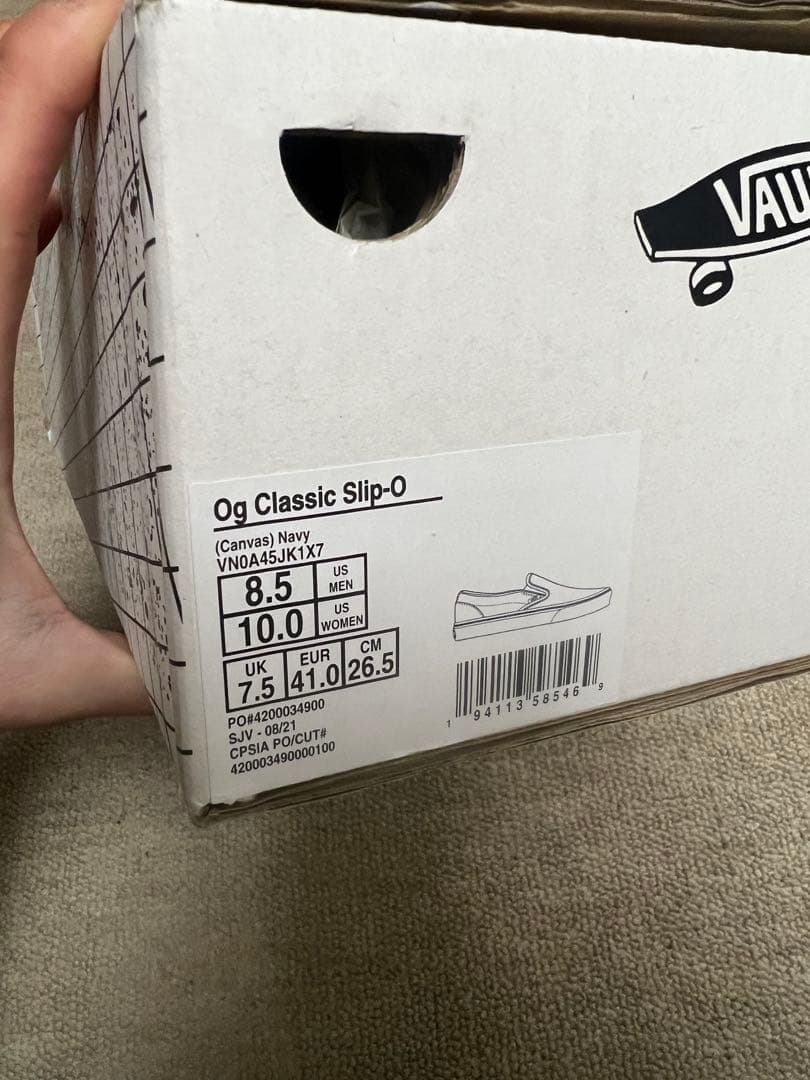 VAU
Og Classic Slip-O
(Canvas) Navy
VN0A45JK1X7
8.5 US MEN
10.0 US WOMEN
UK 7.5 EUR 41.0 CM 26.5
PO#4200034900
SJV - 08/21
CPSIA PO/CUT#
420003490000100
1 94113 58546 9